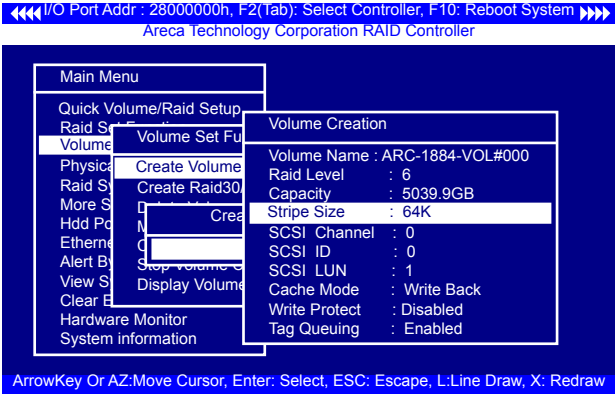 I/O Port Addr : 28000000h, F2(Tab): Select Controller, F10: Reboot System
Areca Technology Corporation RAID Controller
Main Menu
Quick Volume/Raid Setup
Raid Set
Volume
Physica
Raid Sy
More S
Hdd Po
Etherne
Alert By
View S
Clear E
Hardware Monitor
System information
Volume Set Fu
Create Volume
Create Raid30/
Display Volume
Crea
Volume Creation
Volume Name : ARC-1884-VOL#000
Raid Level : 6
Capacity : 5039.9GB
Stripe Size : 64K
SCSI Channel : 0
SCSI ID : 0
SCSI LUN : 1
Cache Mode : Write Back
Write Protect : Disabled
Tag Queuing : Enabled
ArrowKey Or AZ:Move Cursor, Enter: Select, ESC: Escape, L:Line Draw, X: Redraw